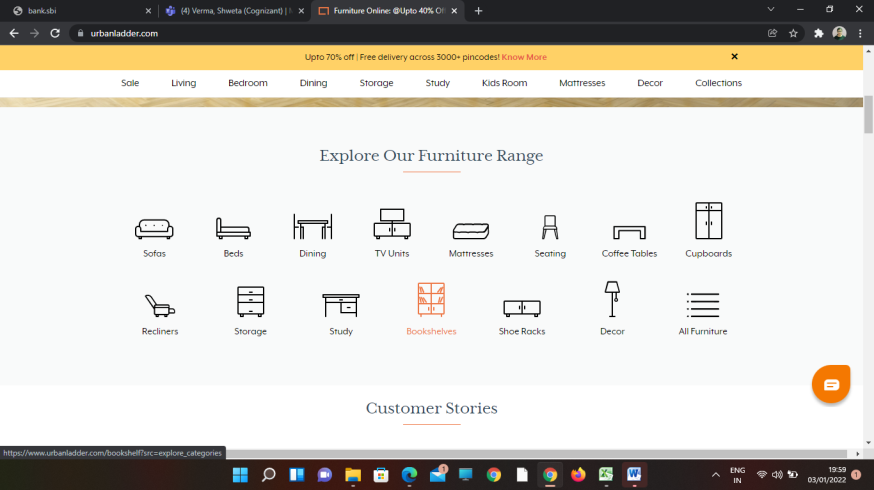 bank.sbi
(4) Verma, Shweta (Cognizant) |
Furniture Online: @Upto 40% Of
urbanladder.com
Upto 70% off | Free delivery across 3000+ pincodes! Know More
Sale Living Bedroom Dining Storage Study Kids Room Mattresses Decor Collections
Explore Our Furniture Range
Sofas Beds Dining TV Units Mattresses Seating Coffee Tables Cupboards
Recliners Storage Study Bookshelves Shoe Racks Decor All Furniture
Customer Stories
https://www.urbanladder.com/bookshelf?src=explore_categories
1
ENG
IN
19:59
03/01/2022
1